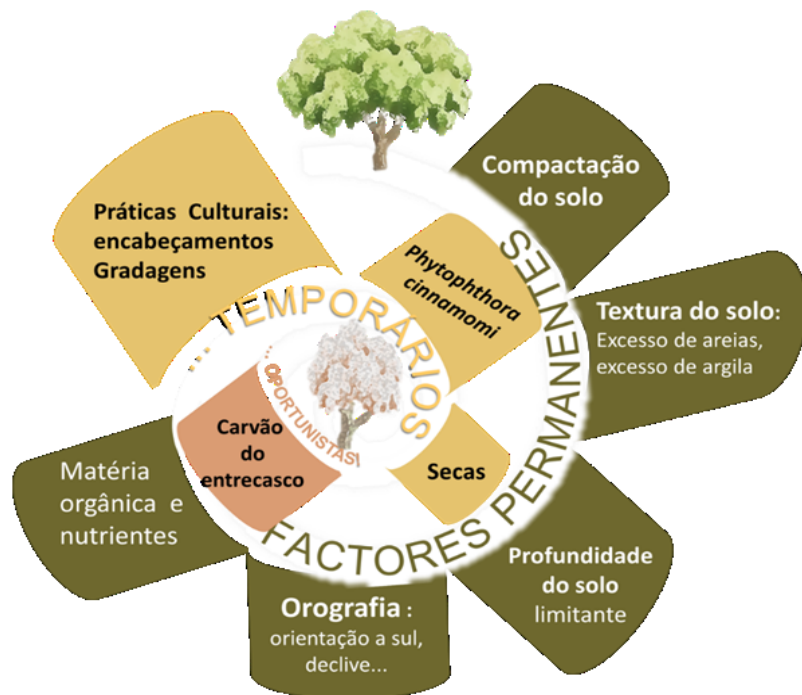 Compactação
do solo
Práticas Culturais:
encabeçamentos
Gradagens
Phytophthora
cinnamomi
Textura do solo:
Excesso de areias,
excesso de argila
... TEMPORÁRIOS
... OPORTUNISTAS
Carvão
do
entrecasco
Secas
FACTORES PERMANENTES
Matéria
orgânica e
nutrientes
Profundidade
do solo
limitante
Orografia :
orientação a sul,
declive...